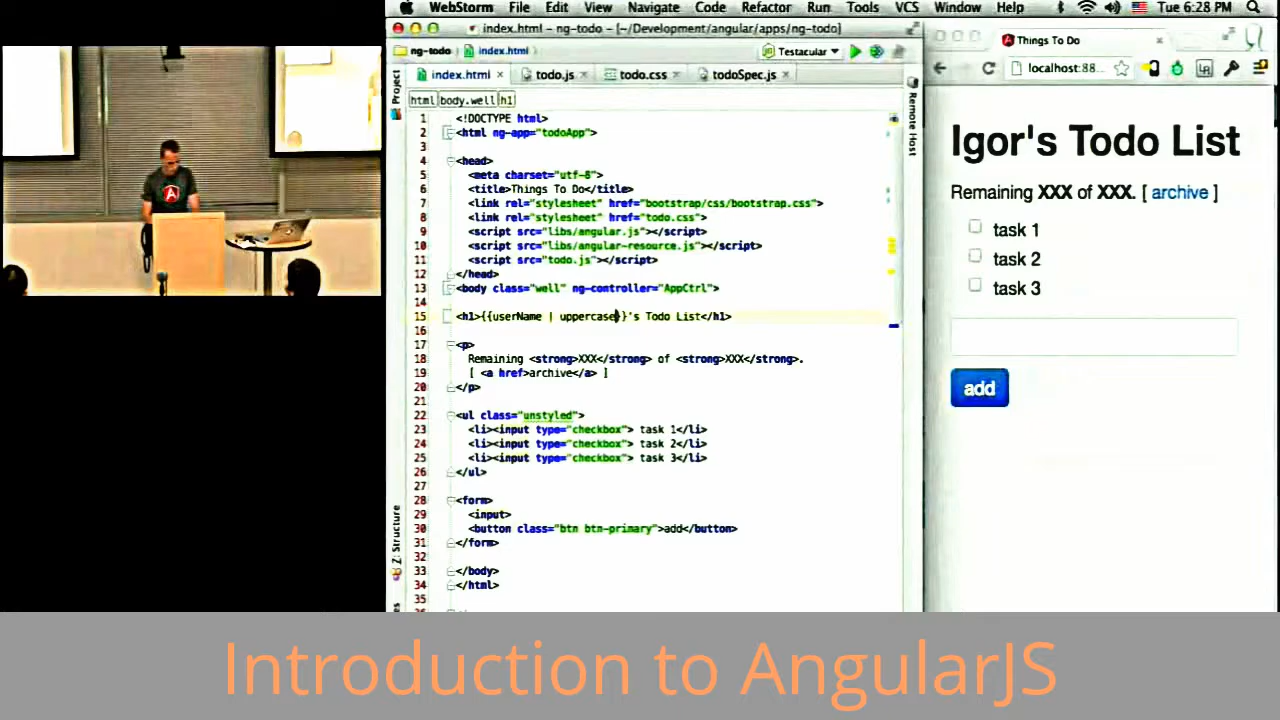 WebStorm File Edit View Navigate Code Refactor Run Tools VCS Window Help Tue 6:28 PM
index.html - ng-todo - [~/Development/angular/apps/ng-todo]
ng-todo index.html Testacular
index.html todo.js todo.css todoSpec.js
html body.well h1
Project
Remote Host
1 <!DOCTYPE html>
2 <html ng-app="todoApp">
3
4 <head>
5 <meta charset="utf-8">
6 <title>Things To Do</title>
7 <link rel="stylesheet" href="bootstrap/css/bootstrap.css">
8 <link rel="stylesheet" href="todo.css">
9 <script src="libs/angular.js"></script>
10 <script src="libs/angular-resource.js"></script>
11 <script src="todo.js"></script>
12 </head>
13 <body class="well" ng-controller="AppCtrl">
14
15 <h1>{{userName | uppercase}}'s Todo List</h1>
16
17 <p>
18 Remaining <strong>XXX</strong> of <strong>XXX</strong>.
19 [ <a href>archive</a> ]
20 </p>
21
22 <ul class="unstyled">
23 <li><input type="checkbox"> task 1</li>
24 <li><input type="checkbox"> task 2</li>
25 <li><input type="checkbox"> task 3</li>
26 </ul>
27
28 <form>
29 <input>
30 <button class="btn btn-primary">add</button>
31 </form>
32
33 </body>
34 </html>
35
Z: Structure
Things To Do
localhost:88...
Igor's Todo List
Remaining XXX of XXX. [ archive ]
task 1
task 2
task 3
add
Introduction to AngularJS